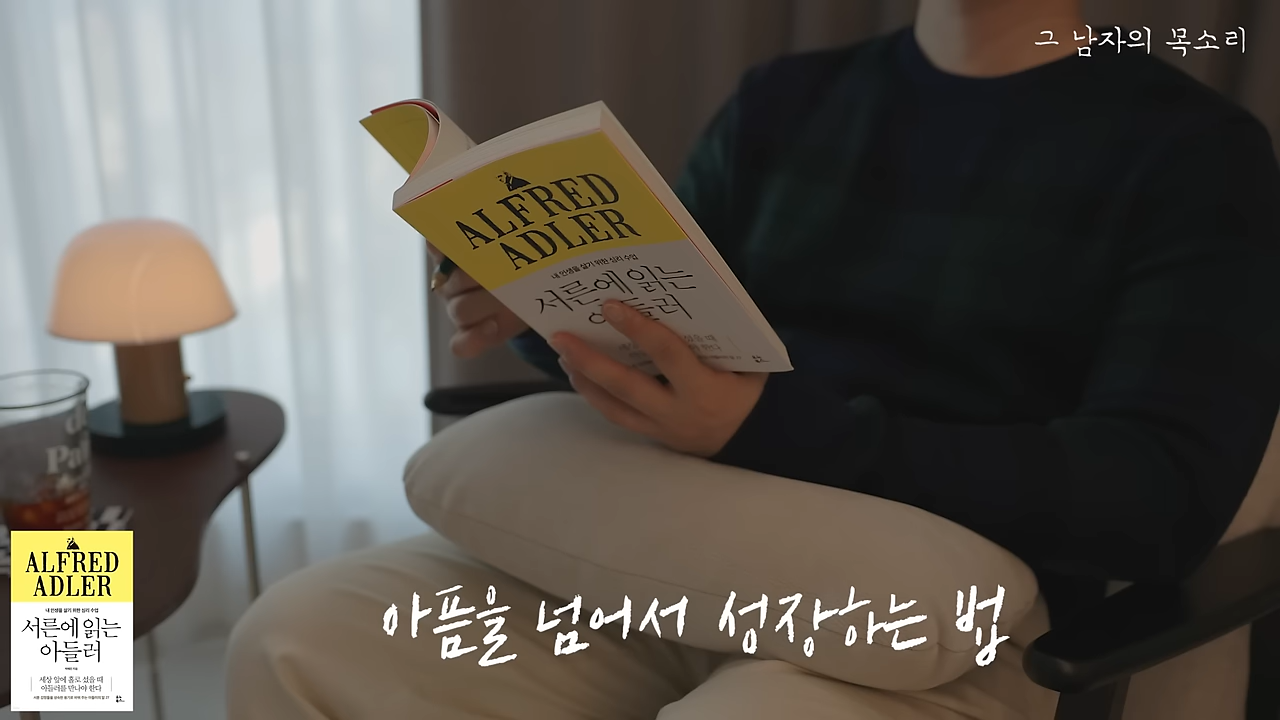 그 남자의 목소리
ALFRED
ADLER
내 인생을 살기 위한 심리 수업
서른에 읽는
아들러
아픔을 넘어서 성장하는 법
ALFRED
ADLER
내 인생을 살기 위한 심리 수업
서른에 읽는
아들러
세상 앞에 홀로 섰을 때
아들러를 만나야 한다